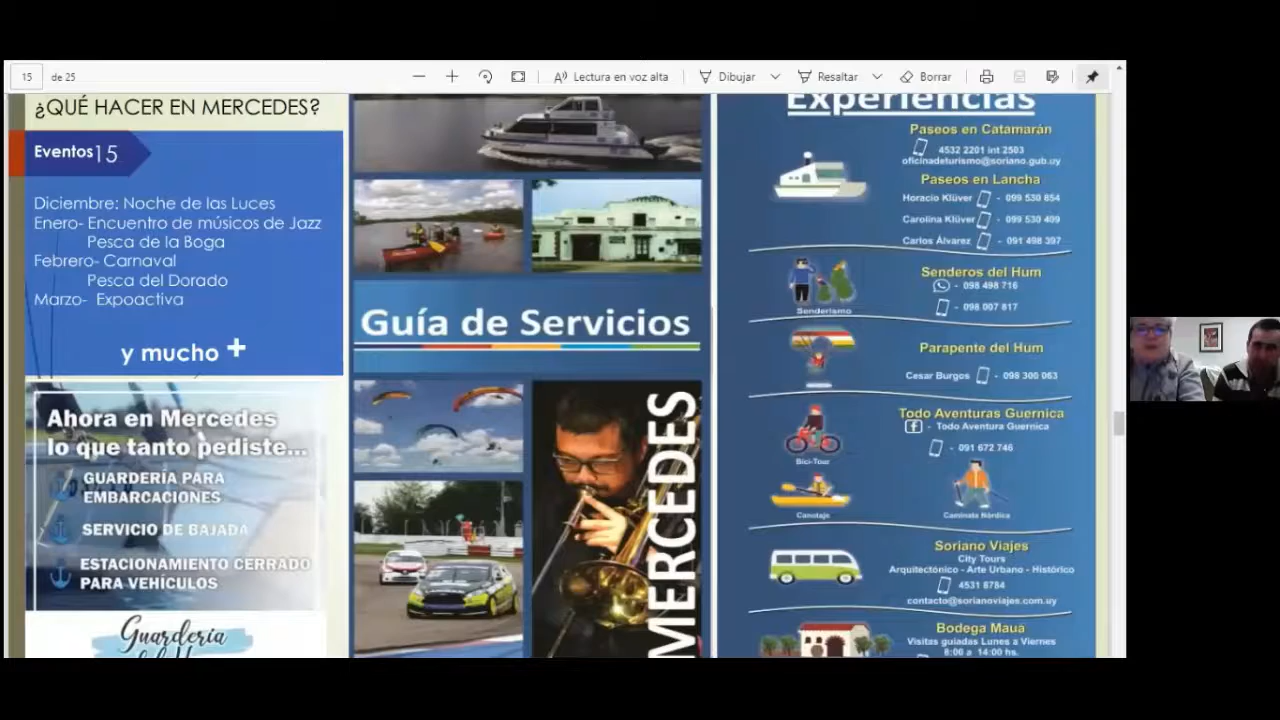 15 de 25
Lectura en voz alta
Dibujar
Resaltar
Borrar
¿QUÉ HACER EN MERCEDES?
Eventos 15
Diciembre: Noche de las Luces
Enero- Encuentro de músicos de Jazz
Pesca de la Boga
Febrero- Carnaval
Pesca del Dorado
Marzo- Expoactiva
y mucho +
Ahora en Mercedes
lo que tanto pediste...
GUARDERÍA PARA
EMBARCACIONES
SERVICIO DE BAJADA
ESTACIONAMIENTO CERRADO
PARA VEHÍCULOS
Guardería
Guía de Servicios
MERCEDES
Experiencias
Paseos en Catamarán
4532 2201 int 2503
oficinadeturismo@soriano.gub.uy
Paseos en Lancha
Horacio Klüver - 099 530 854
Carolina Klüver - 099 530 409
Carlos Álvarez - 091 498 397
Senderismo
Senderos del Hum
- 098 498 716
- 098 007 817
Parapente del Hum
Cesar Burgos - 098 300 063
Todo Aventuras Guernica
- Todo Aventura Guernica
- 091 672 746
Bici-Tour
Canotaje
Caminata Nórdica
Soriano Viajes
City Tours
Arquitectónico - Arte Urbano - Histórico
4531 8784
contacto@sorianoviajes.com.uy
Bodega Mauá
Visitas guiadas Lunes a Viernes
8:00 a 14:00 hs.